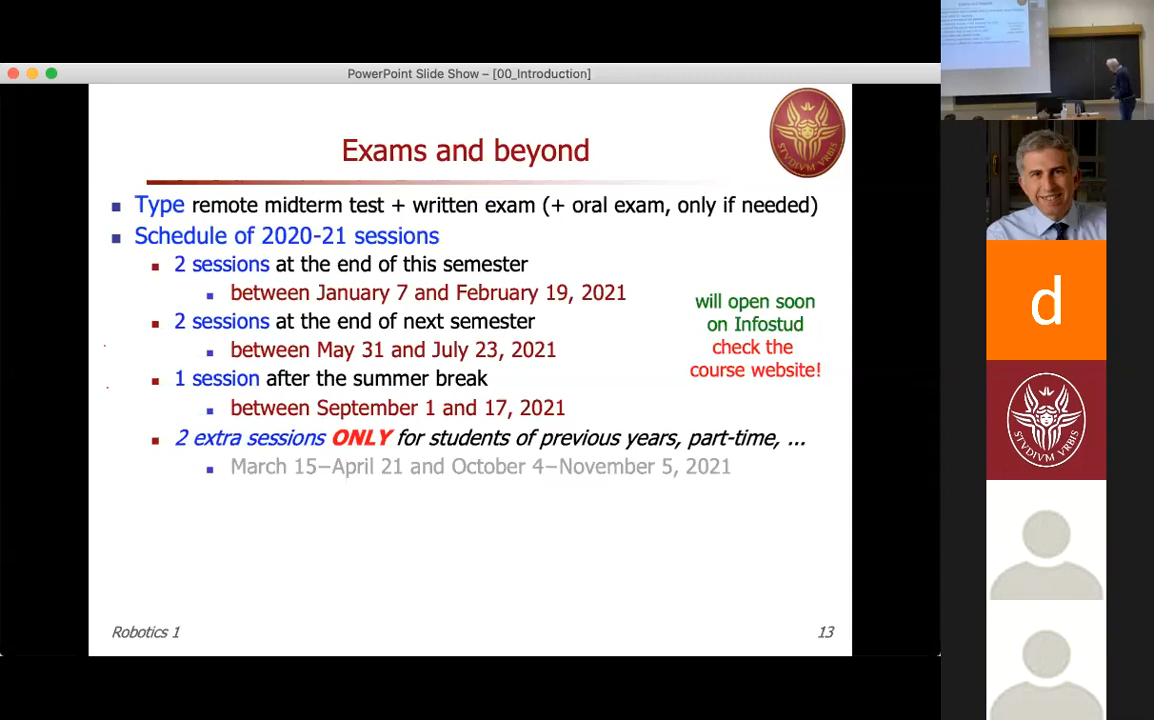 PowerPoint Slide Show – [00_Introduction]
Exams and beyond
STVDIVM VRBIS
Type remote midterm test + written exam (+ oral exam, only if needed)
Schedule of 2020-21 sessions
2 sessions at the end of this semester
between January 7 and February 19, 2021
2 sessions at the end of next semester
between May 31 and July 23, 2021
1 session after the summer break
between September 1 and 17, 2021
2 extra sessions ONLY for students of previous years, part-time, ...
March 15–April 21 and October 4–November 5, 2021
will open soon
on Infostud
check the
course website!
Robotics 1
13
d
STVDIVM VRBIS